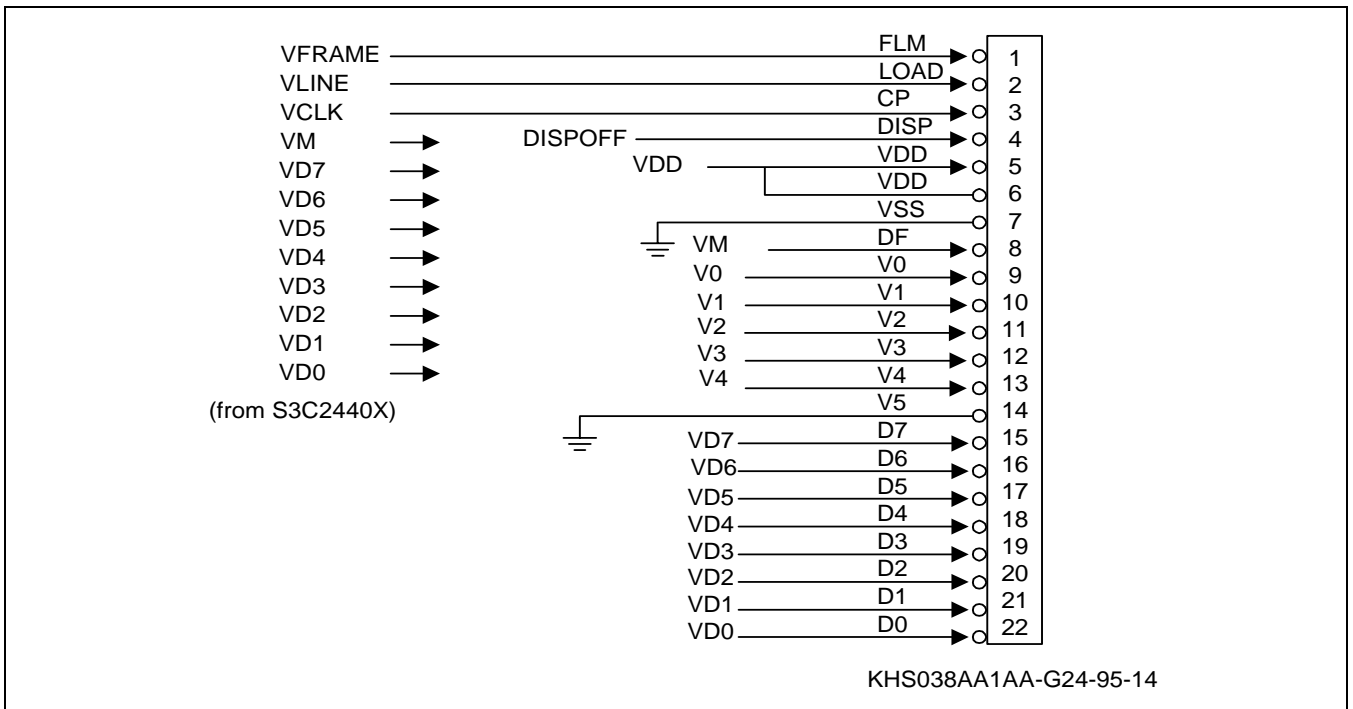 VFRAME FLM 1
VLINE LOAD 2
VCLK CP 3
VM DISPOFF DISP 4
VD7 VDD VDD 5
VD6 VDD 6
VD5 VSS 7
VD4 VM DF 8
VD3 V0 V0 9
VD2 V1 V1 10
VD1 V2 V2 11
VD0 V3 V3 12
V4 V4 13
(from S3C2440X) V5 14
VD7 D7 15
VD6 D6 16
VD5 D5 17
VD4 D4 18
VD3 D3 19
VD2 D2 20
VD1 D1 21
VD0 D0 22
KHS038AA1AA-G24-95-14